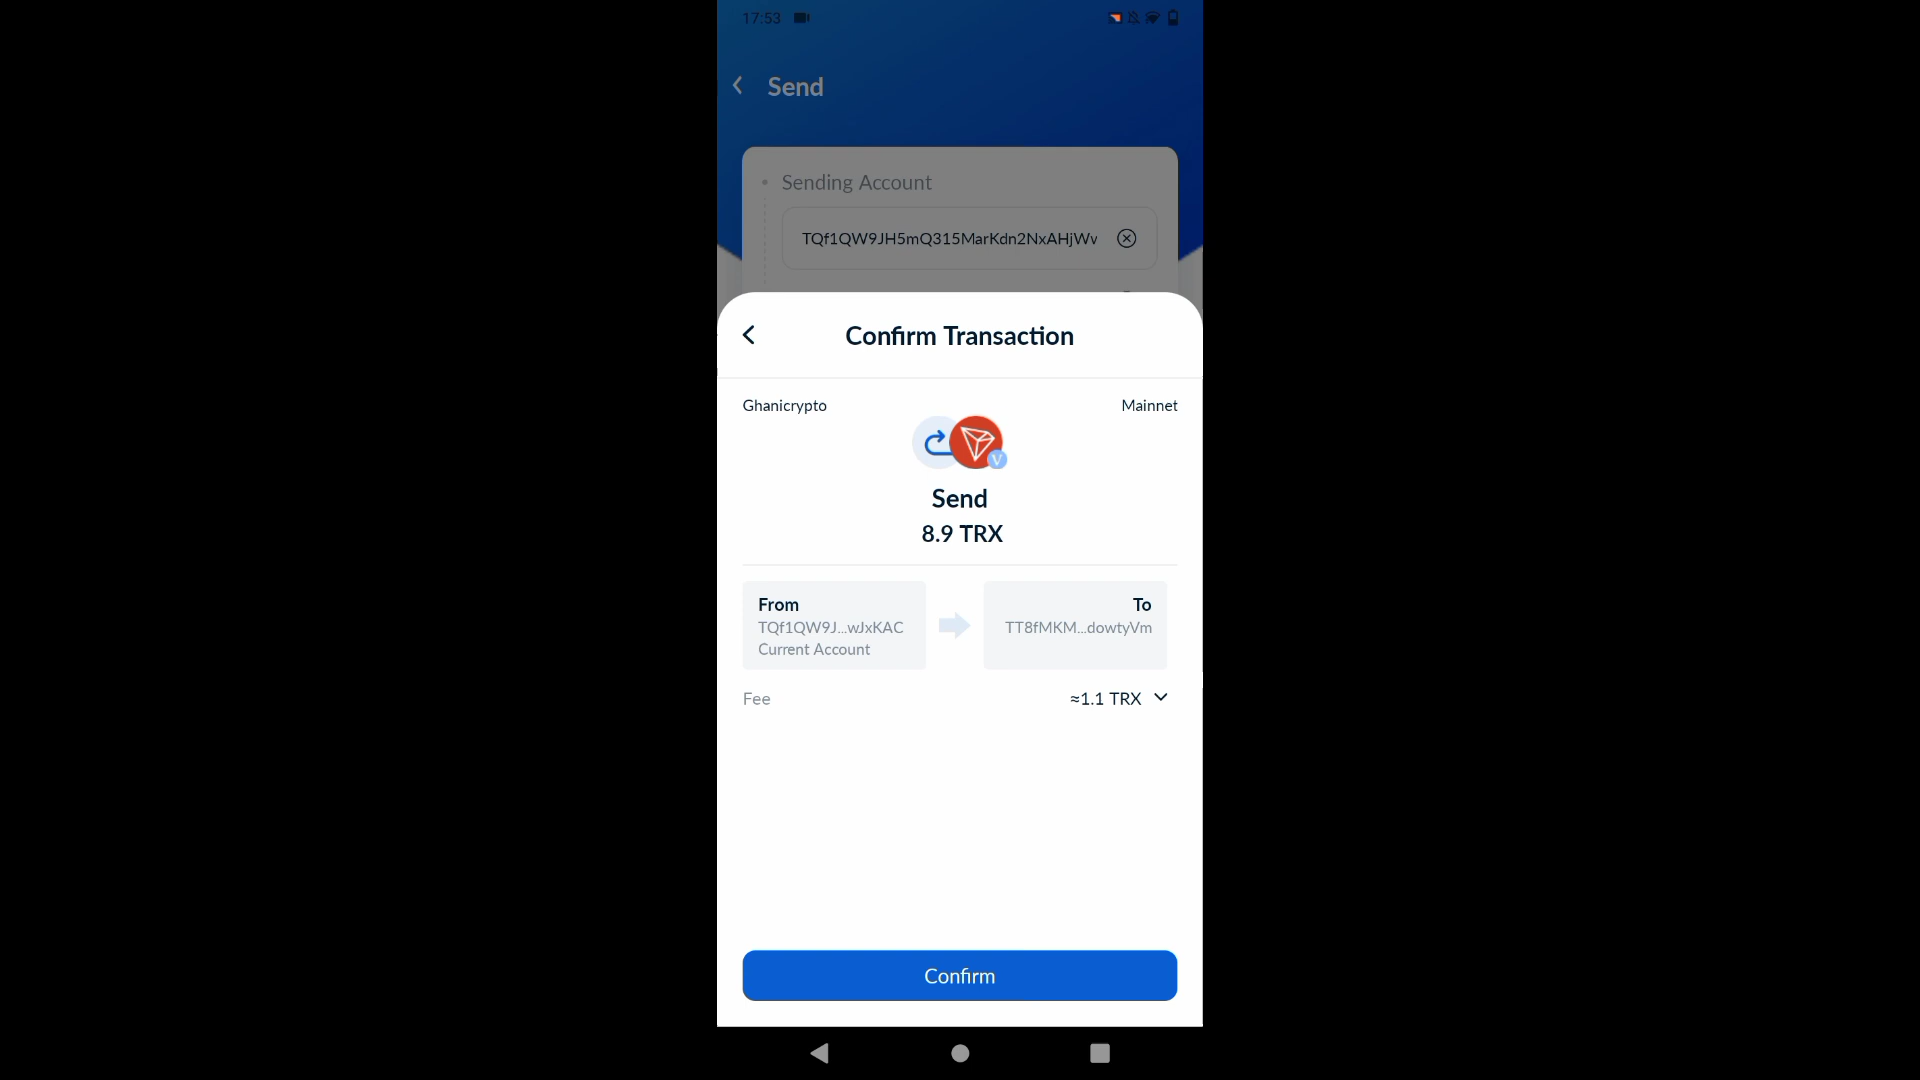 17:53
Send
Sending Account
TQf1QW9JH5mQ315MarKdn2NxAHjWv
Confirm Transaction
Ghanicrypto
Mainnet
V
Send
8.9 TRX
From
TQf1QW9J...wJxKAC
Current Account
To
TT8fMKM...dowtyVm
Fee
≈1.1 TRX
Confirm